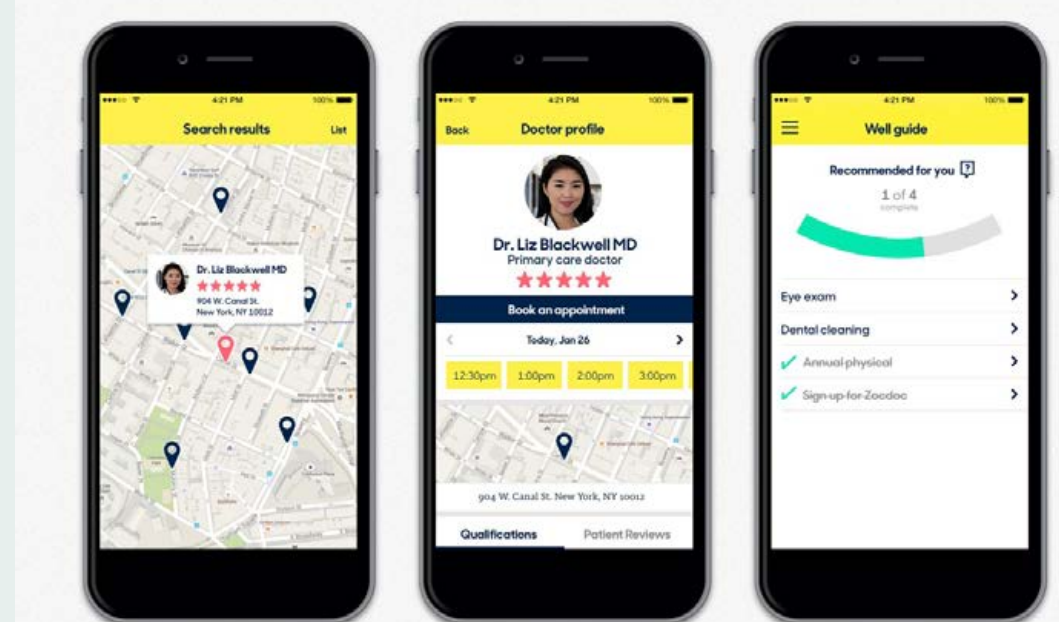 4:21 PM
100%
Search results
List
Dr. Liz Blackwell MD
904 W. Canal St.
New York, NY 10012
4:21 PM
100%
Back
Doctor profile
Dr. Liz Blackwell MD
Primary care doctor
Book an appointment
Today, Jan 26
12:30pm
1:00pm
2:00pm
3:00pm
904 W. Canal St. New York, NY 10012
Qualifications
Patient Reviews
4:21 PM
100%
Well guide
Recommended for you ?
1 of 4
complete
Eye exam
Dental cleaning
Annual physical
Sign-up for Zocdoc